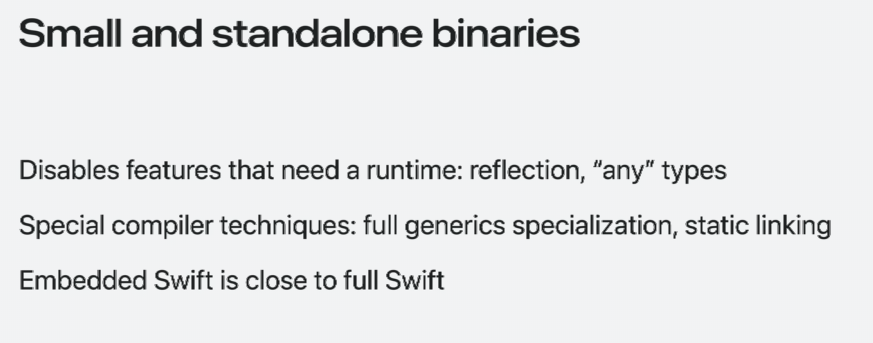 Small and standalone binaries
Disables features that need a runtime: reflection, “any” types
Special compiler techniques: full generics specialization, static linking
Embedded Swift is close to full Swift